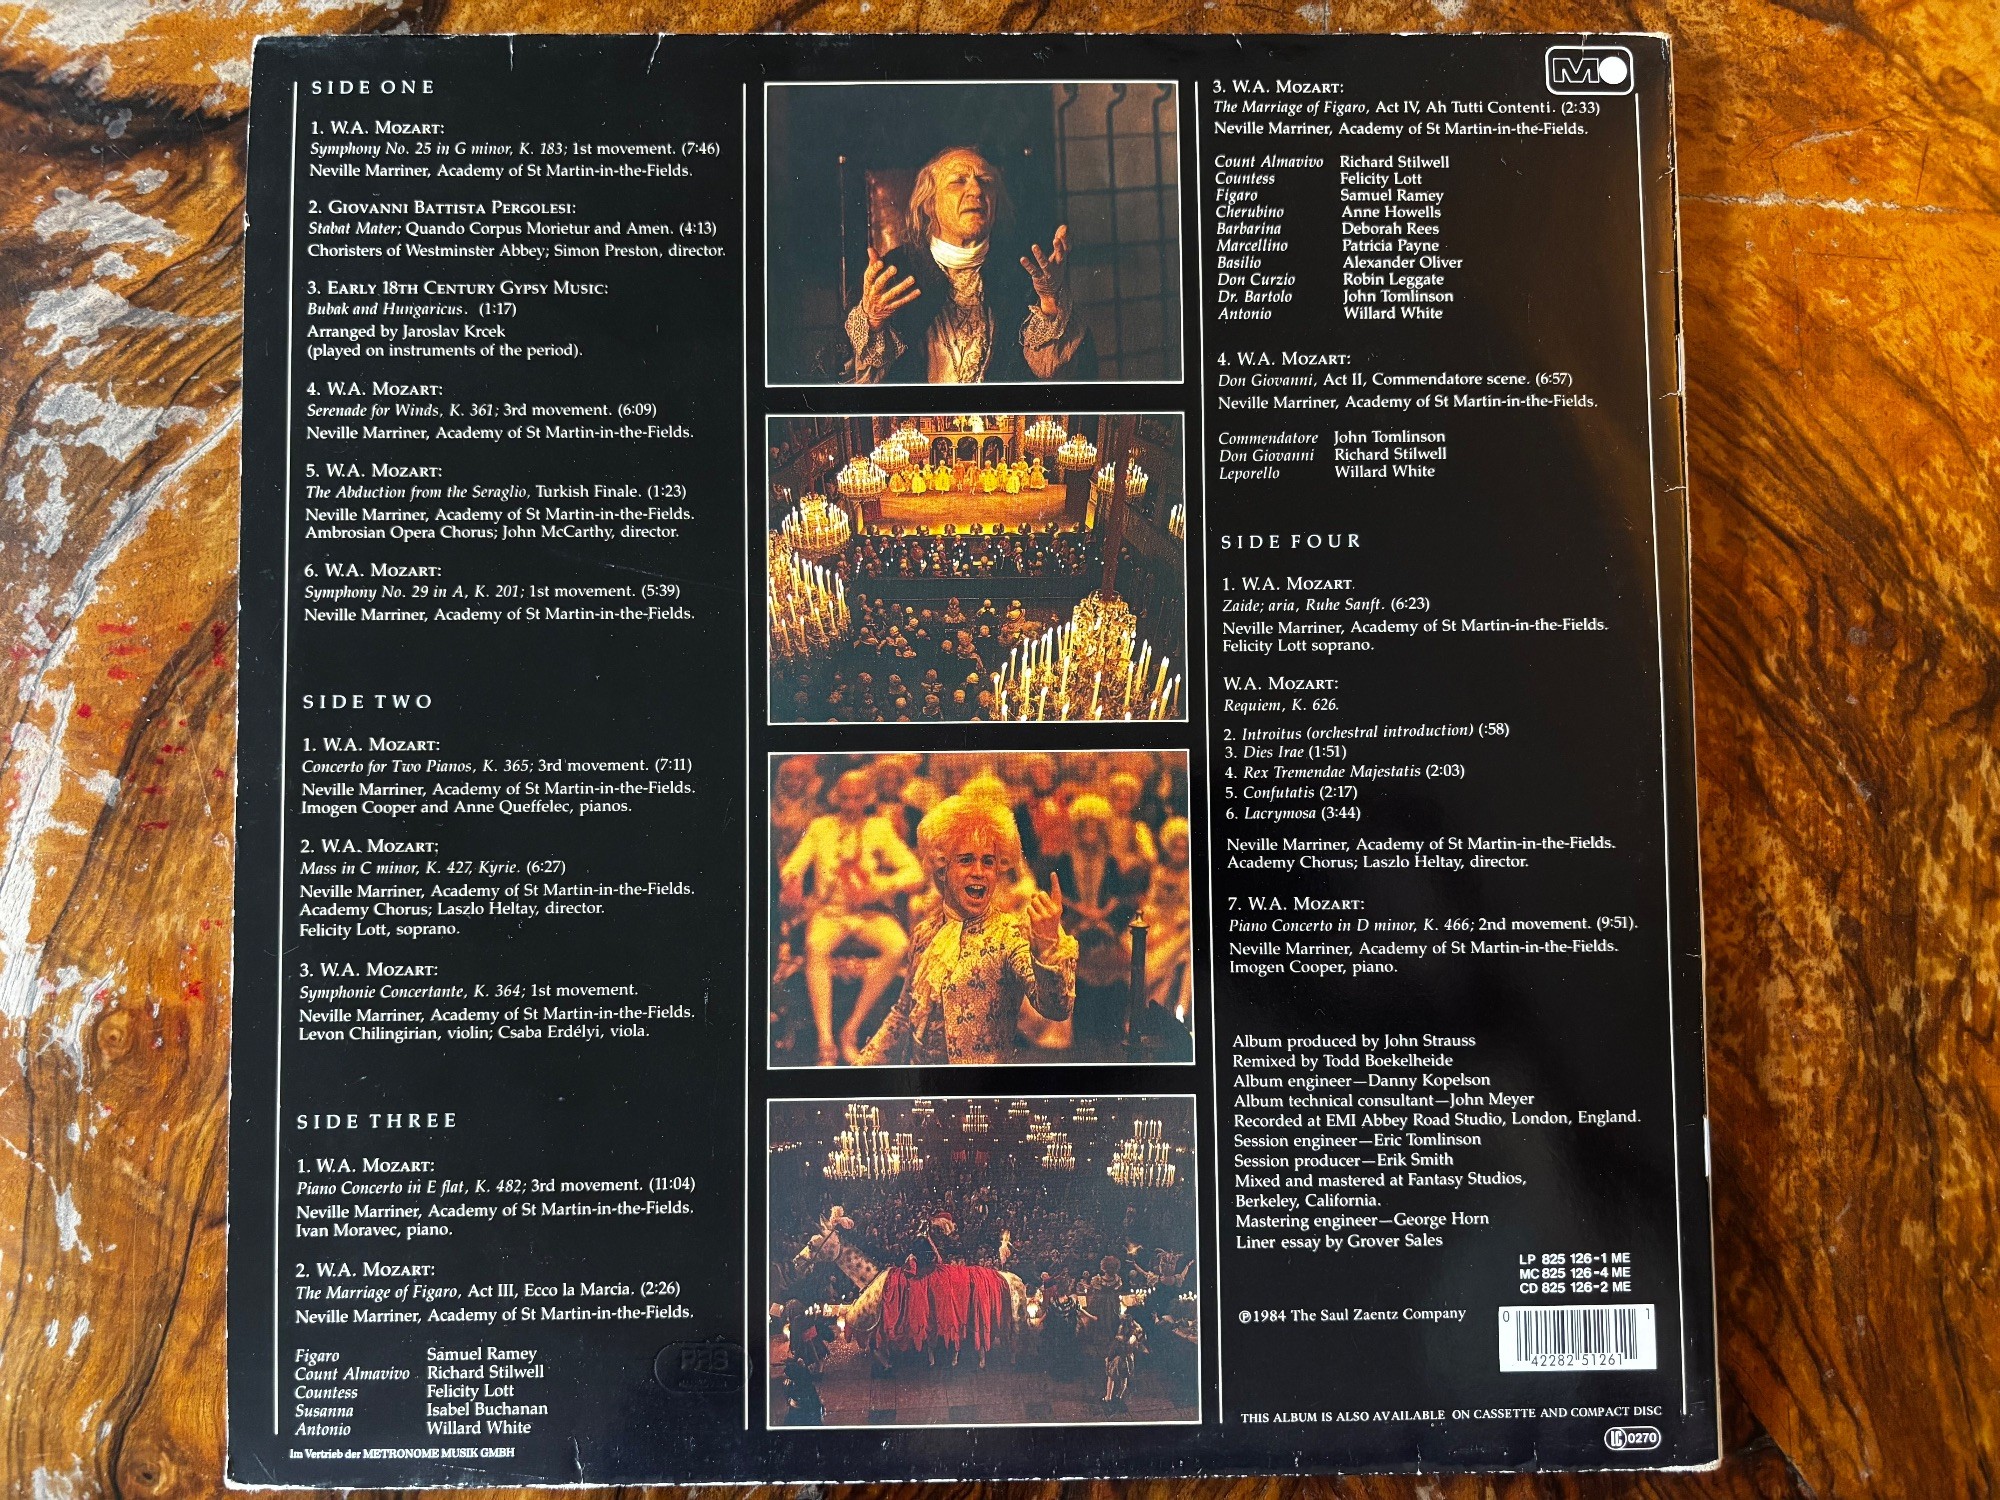 SIDE ONE
1. W.A. MOZART:
Symphony No. 25 in G minor, K. 183; 1st movement. (7:46)
Neville Marriner, Academy of St Martin-in-the-Fields.
2. GIOVANNI BATTISTA PERGOLESI:
Stabat Mater; Quando Corpus Morietur and Amen. (4:13)
Choristers of Westminster Abbey; Simon Preston, director.
3. EARLY 18TH CENTURY GYPSY MUSIC:
Bubak and Hungaricus. (1:17)
Arranged by Jaroslav Krcek
(played on instruments of the period).
4. W.A. MOZART:
Serenade for Winds, K. 361; 3rd movement. (6:09)
Neville Marriner, Academy of St Martin-in-the-Fields.
5. W.A. MOZART:
The Abduction from the Seraglio, Turkish Finale. (1:23)
Neville Marriner, Academy of St Martin-in-the-Fields.
Ambrosian Opera Chorus; John McCarthy, director.
6. W.A. MOZART:
Symphony No. 29 in A, K. 201; 1st movement. (5:39)
Neville Marriner, Academy of St Martin-in-the-Fields.
SIDE TWO
1. W.A. MOZART:
Concerto for Two Pianos, K. 365; 3rd movement. (7:11)
Neville Marriner, Academy of St Martin-in-the-Fields.
Imogen Cooper and Anne Queffelec, pianos.
2. W.A. MOZART:
Mass in C minor, K. 427, Kyrie. (6:27)
Neville Marriner, Academy of St Martin-in-the-Fields.
Academy Chorus; Laszlo Heltay, director.
Felicity Lott, soprano.
3. W.A. MOZART:
Symphonie Concertante, K. 364; 1st movement.
Neville Marriner, Academy of St Martin-in-the-Fields.
Levon Chilingirian, violin; Csaba Erdélyi, viola.
SIDE THREE
1. W.A. MOZART:
Piano Concerto in E flat, K. 482; 3rd movement. (11:04)
Neville Marriner, Academy of St Martin-in-the-Fields.
Ivan Moravec, piano.
2. W.A. MOZART:
The Marriage of Figaro, Act III, Ecco la Marcia. (2:26)
Neville Marriner, Academy of St Martin-in-the-Fields.
Figaro Samuel Ramey
Count Almavivo Richard Stilwell
Countess Felicity Lott
Susanna Isabel Buchanan
Antonio Willard White
Im Vertrieb der METRONOME MUSIK GMBH
3. W.A. MOZART:
The Marriage of Figaro, Act IV, Ah Tutti Contenti. (2:33)
Neville Marriner, Academy of St Martin-in-the-Fields.
Count Almavivo Richard Stilwell
Countess Felicity Lott
Figaro Samuel Ramey
Cherubino Anne Howells
Barbarina Deborah Rees
Marcellino Patricia Payne
Basilio Alexander Oliver
Don Curzio Robin Leggate
Dr. Bartolo John Tomlinson
Antonio Willard White
4. W.A. MOZART:
Don Giovanni, Act II, Commendatore scene. (6:57)
Neville Marriner, Academy of St Martin-in-the-Fields.
Commendatore John Tomlinson
Don Giovanni Richard Stilwell
Leporello Willard White
SIDE FOUR
1. W.A. MOZART.
Zaide; aria, Ruhe Sanft. (6:23)
Neville Marriner, Academy of St Martin-in-the-Fields.
Felicity Lott soprano.
W.A. MOZART:
Requiem, K. 626.
2. Introitus (orchestral introduction) (:58)
3. Dies Irae (1:51)
4. Rex Tremendae Majestatis (2:03)
5. Confutatis (2:17)
6. Lacrymosa (3:44)
Neville Marriner, Academy of St Martin-in-the-Fields.
Academy Chorus; Laszlo Heltay, director.
7. W.A. MOZART:
Piano Concerto in D minor, K. 466; 2nd movement. (9:51).
Neville Marriner, Academy of St Martin-in-the-Fields.
Imogen Cooper, piano.
Album produced by John Strauss
Remixed by Todd Boekelheide
Album engineer—Danny Kopelson
Album technical consultant—John Meyer
Recorded at EMI Abbey Road Studio, London, England.
Session engineer—Eric Tomlinson
Session producer—Erik Smith
Mixed and mastered at Fantasy Studios,
Berkeley, California.
Mastering engineer—George Horn
Liner essay by Grover Sales
LP 825 126-1 ME
MC 825 126-4 ME
CD 825 126-2 ME
℗1984 The Saul Zaentz Company
0 42282 51261 1
THIS ALBUM IS ALSO AVAILABLE ON CASSETTE AND COMPACT DISC
LC 0270